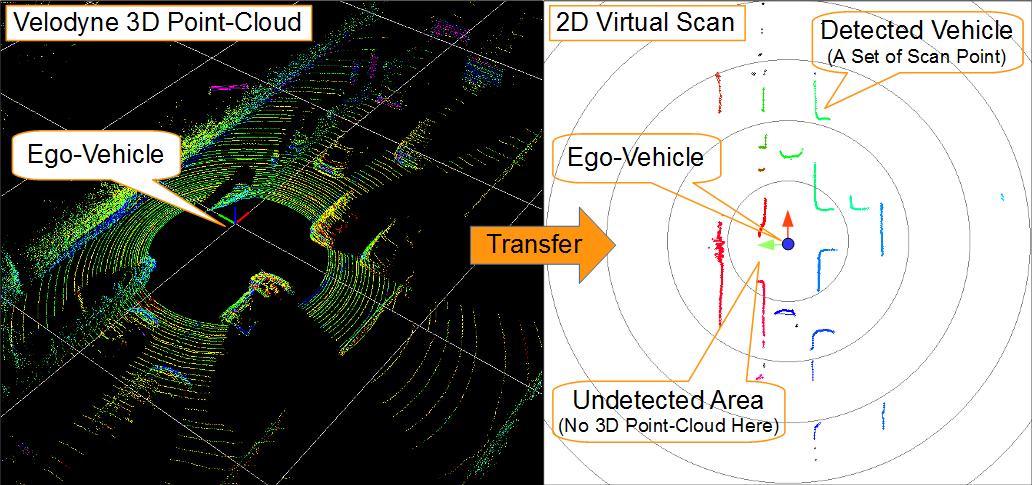 Velodyne 3D Point-Cloud
Ego-Vehicle
Transfer
2D Virtual Scan
Detected Vehicle
(A Set of Scan Point)
Ego-Vehicle
Undetected Area
(No 3D Point-Cloud Here)